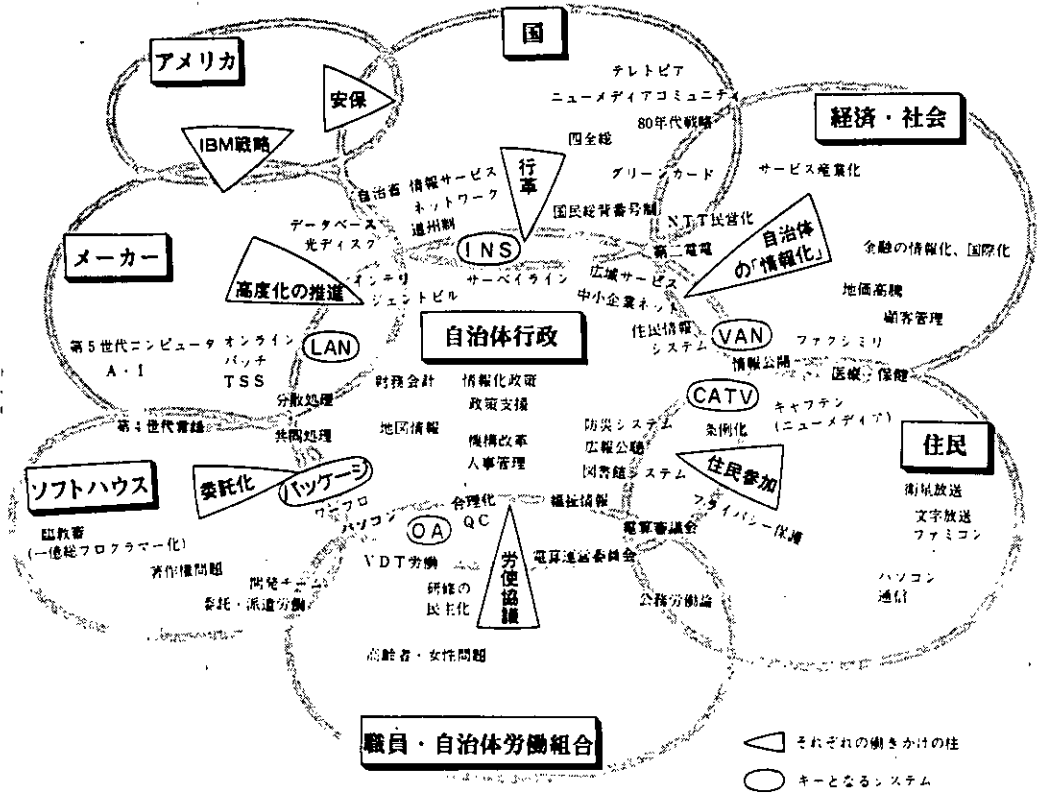 アメリカ
国
安保
IBM戦略
テレトピア
ニューメディアコミュニティ
80年代戦略
四全総
グリーンカード
経済・社会
サービス産業化
行革
自治省 情報サービス
ネットワーク
道州制
国民総背番号制
NTT民営化
第二電電
自治体
の「情報化」
金融の情報化、国際化
地価高騰
顧客管理
データベース
光ディスク
メーカー
高度化の推進
INS
インテリ
ジェントビル
サーベイライン
広域サービス
中小企業ネット
住民情報
システム
VAN
ファクシミリ
情報公開
医療・保健
自治体行政
第5世代コンピュータ
A・I
オンライン
バッチ
TSS
LAN
分散処理
共同処理
財務会計
情報化政策
政策支援
地図情報
機構改革
人事管理
CATV
キャプテン
(ニューメディア)
防災システム
条例化
広報公聴
図書館システム
住民参加
プライバシー保護
住民
衛星放送
文字放送
ファミコン
パソコン
通信
第4世代言語
ソフトハウス
委託化
パッケージ
ワープロ
パソコン
臨教審
(一億総プログラマー化)
著作権問題
開発チーム
委託・派遣労働
合理化
QC
OA
VDT労働
福祉情報
電算審議会
電算運営委員会
労使協議
研修の
民主化
公務労働論
高齢者・女性問題
職員・自治体労働組合
それぞれの働きかけの柱
キーとなるシステム